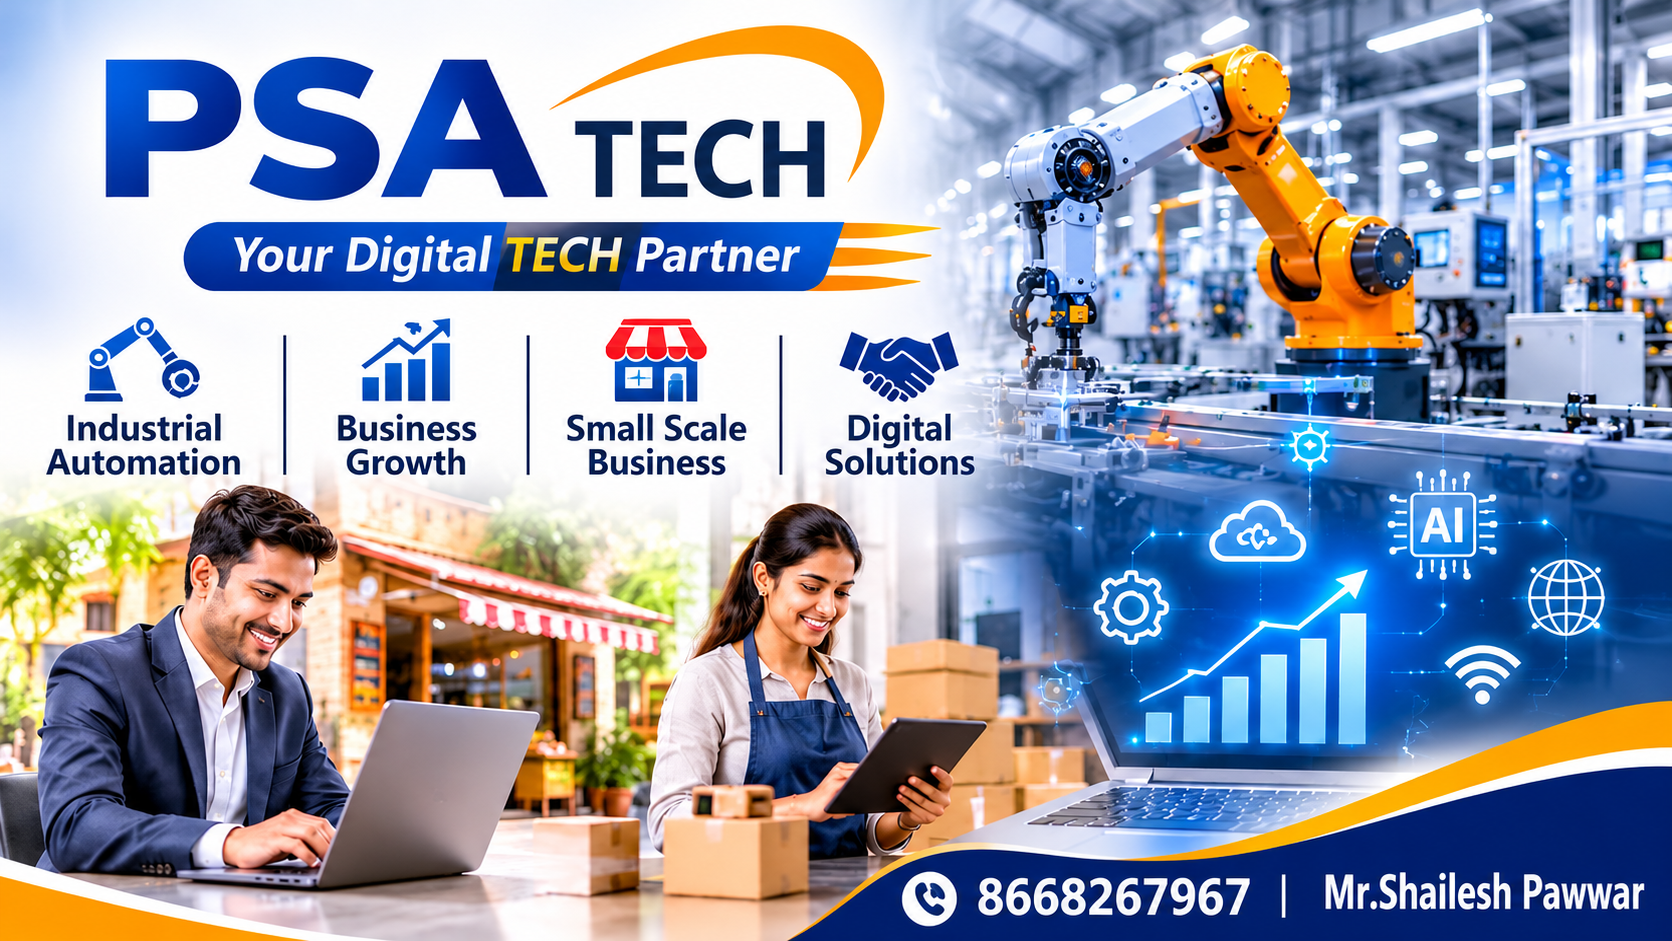 PSA TECH
Your Digital TECH Partner
Industrial
Automation
Business
Growth
Small Scale
Business
Digital
Solutions
AI
8668267967 | Mr.Shailesh Pawwar